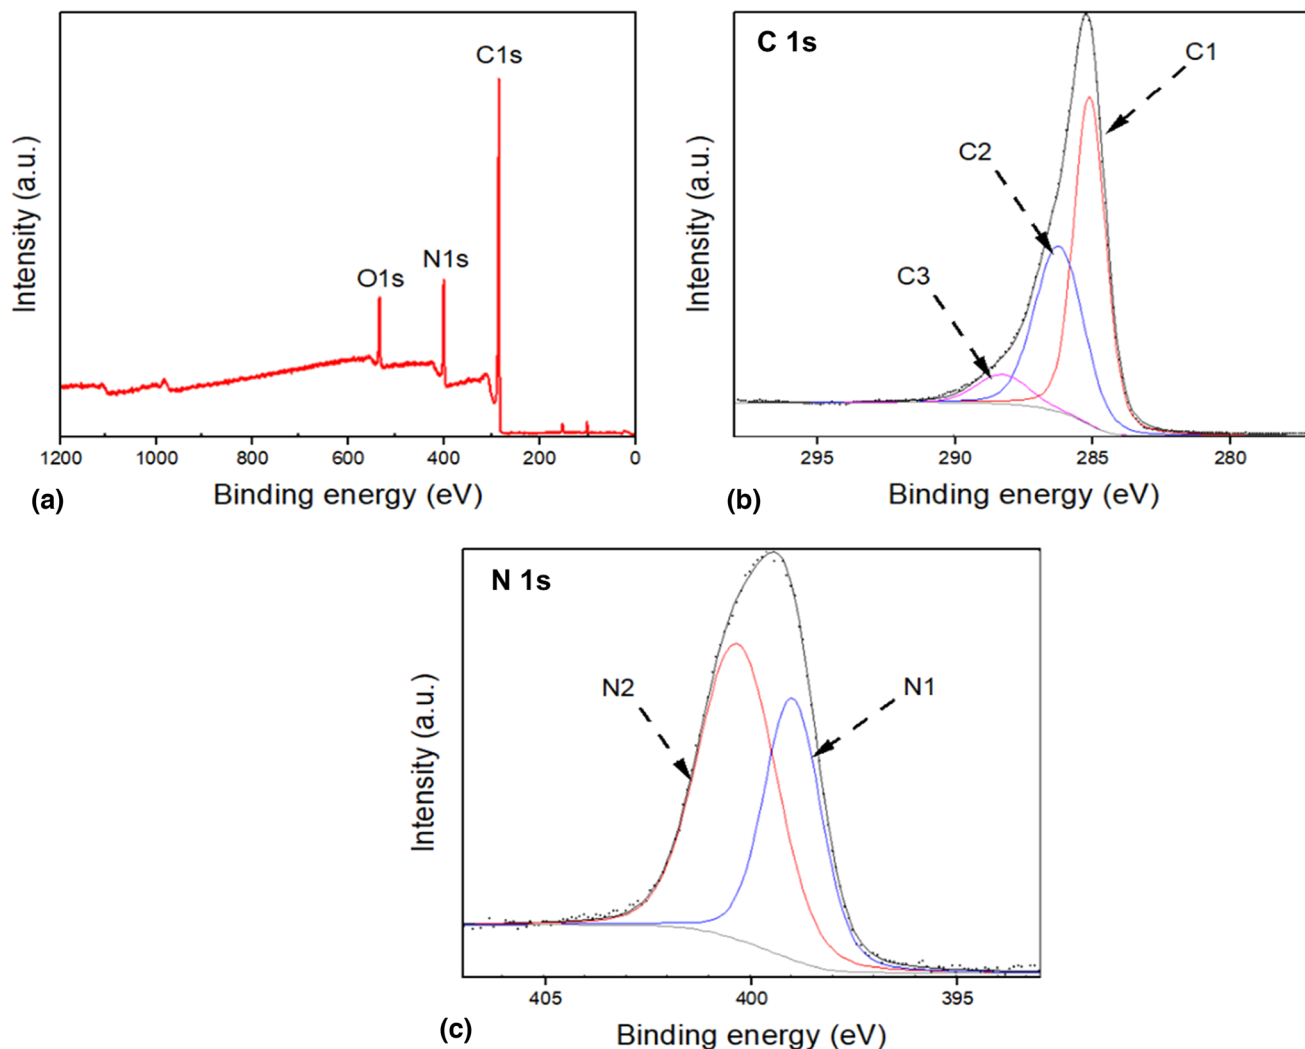 C1s
N1s
O1s
Intensity (a.u.)
1200 1000 800 600 400 200 0
Binding energy (eV)
(a)
C 1s
C1
C2
C3
Intensity (a.u.)
295 290 285 280
Binding energy (eV)
(b)
N 1s
N2
N1
Intensity (a.u.)
405 400 395
Binding energy (eV)
(c)